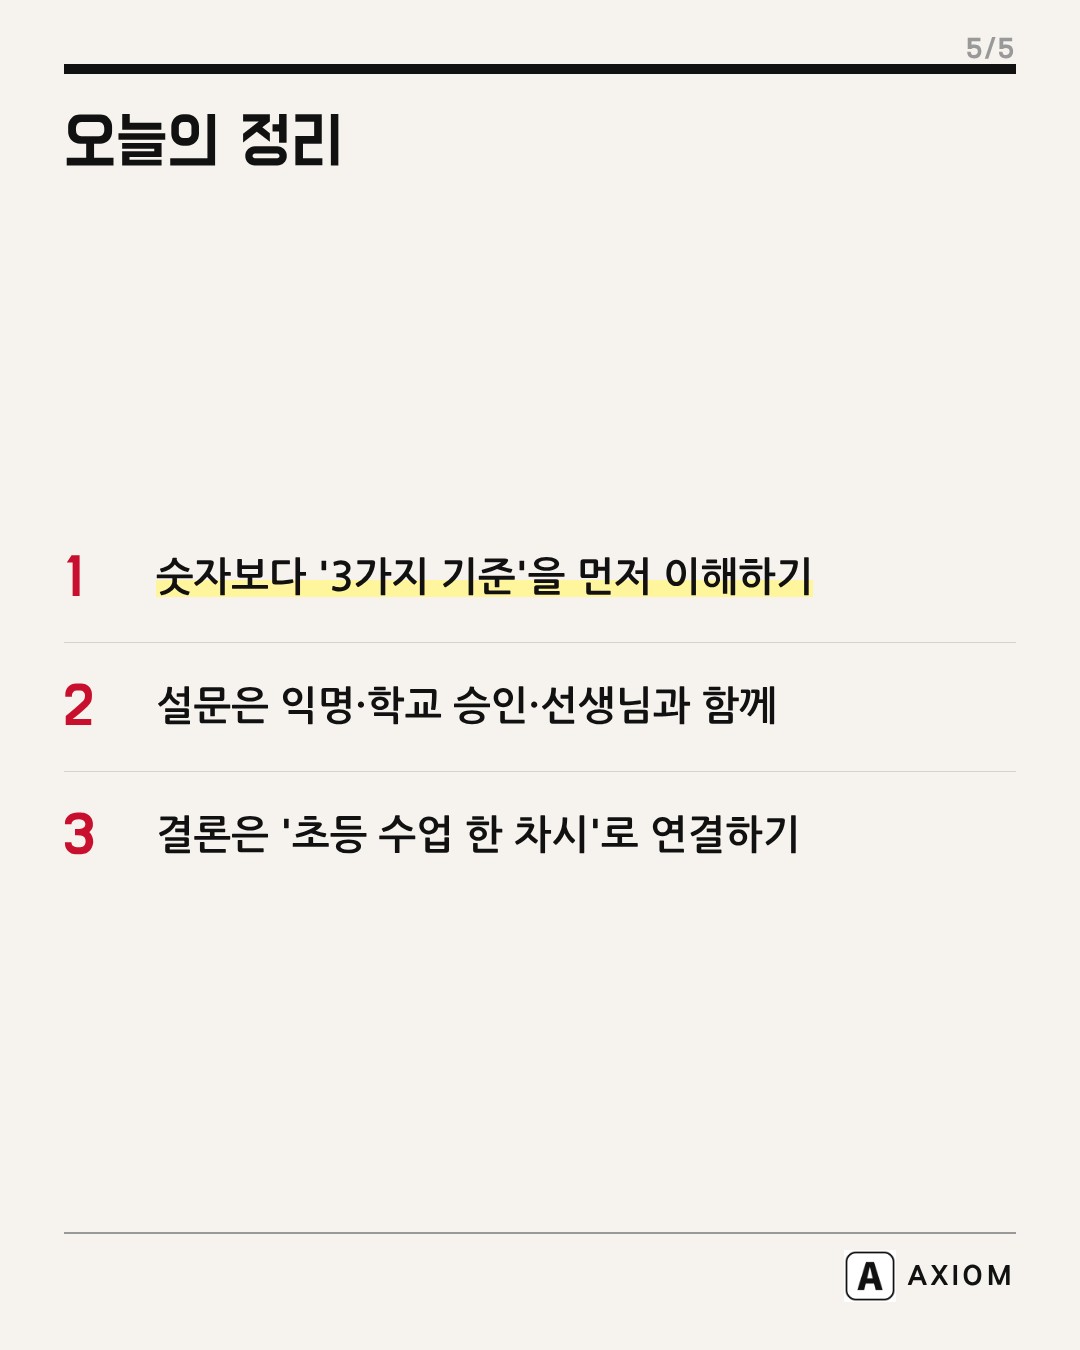 5/5
오늘의 정리
1 숫자보다 '3가지 기준'을 먼저 이해하기
2 설문은 익명·학교 승인·선생님과 함께
3 결론은 '초등 수업 한 차시'로 연결하기
A AXIOM